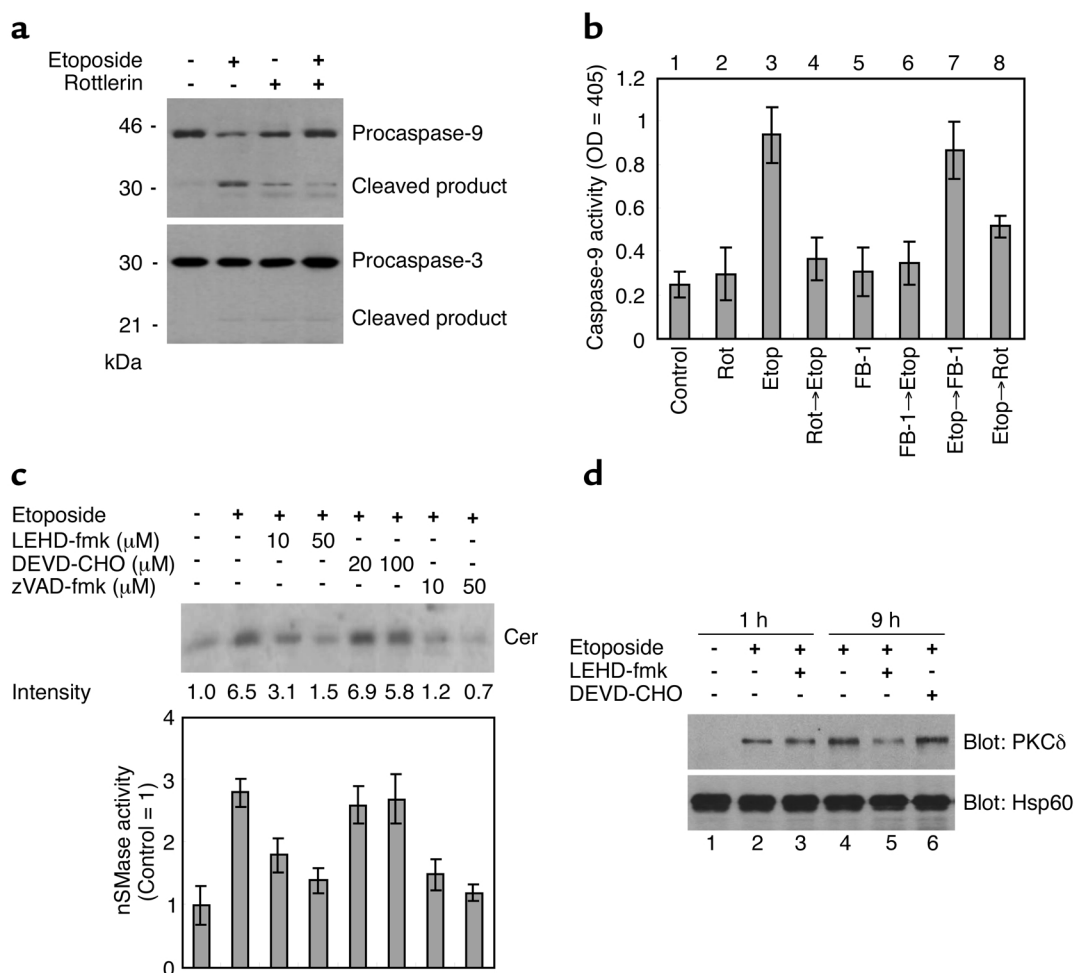 a
Etoposide - + - +
Rottlerin - - + +
46 -
Procaspase-9
30 -
Cleaved product
30 -
Procaspase-3
21 -
Cleaved product
kDa
b
1 2 3 4 5 6 7 8
Caspase-9 activity (OD = 405)
1.2
1
0.8
0.6
0.4
0.2
0
Control
Rot
Etop
Rot→Etop
FB-1
FB-1→Etop
Etop→FB-1
Etop→Rot
c
Etoposide - + + + + + + +
LEHD-fmk (μM) - - 10 50 - - - -
DEVD-CHO (μM) - - - - 20 100 - -
zVAD-fmk (μM) - - - - - - 10 50
Cer
Intensity 1.0 6.5 3.1 1.5 6.9 5.8 1.2 0.7
nSMase activity
(Control = 1)
4
3
2
1
0
d
1 h 9 h
Etoposide - + + + + +
LEHD-fmk - - + - + -
DEVD-CHO - - - - - +
Blot: PKCδ
Blot: Hsp60
1 2 3 4 5 6